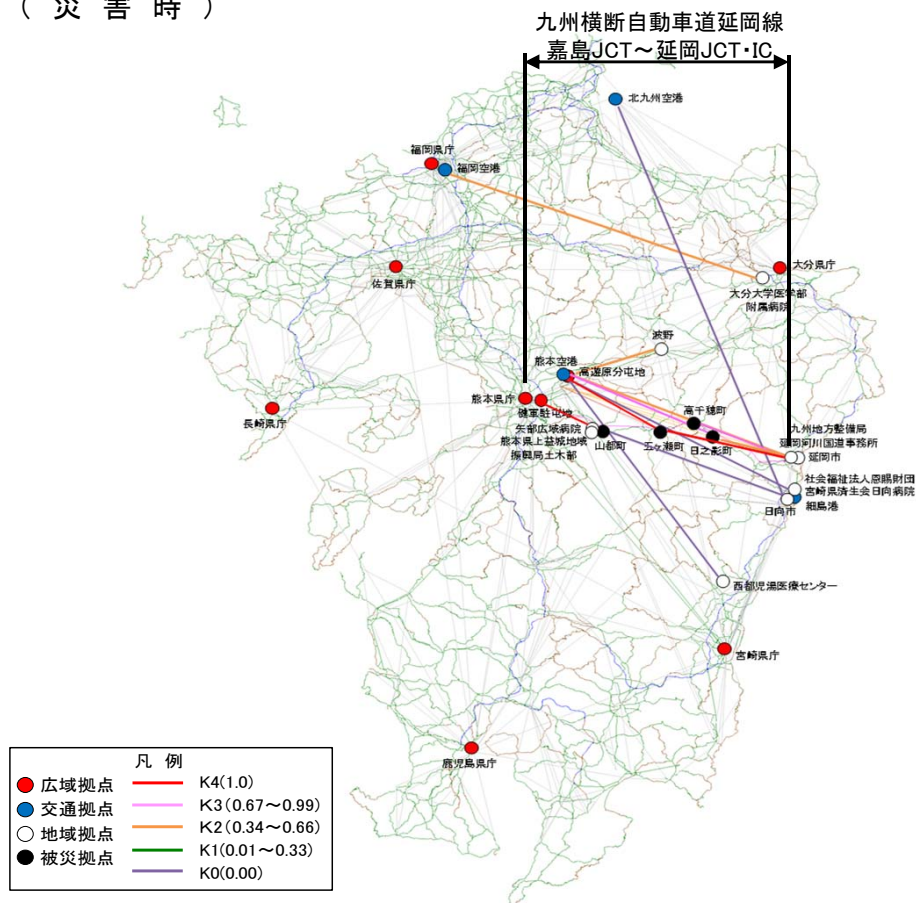 (災害時)
九州横断自動車道延岡線
嘉島JCT～延岡JCT・IC
北九州空港
福岡県庁
福岡空港
佐賀県庁
大分県庁
大分大学医学部
附属病院
波野
熊本空港
高遊原分屯地
長崎県庁
熊本県庁
健軍駐屯地
高千穂町
矢部広域病院
熊本県上益城地域
振興局土木部
山都町
五ヶ瀬町
日之影町
九州地方整備局
延岡河川国道事務所
延岡市
社会福祉法人恩賜財団
宮崎県済生会日向病院
日向市
細島港
西都児湯医療センター
宮崎県庁
鹿児島県庁
凡例
広域拠点
K4(1.0)
交通拠点
K3(0.67～0.99)
地域拠点
K2(0.34～0.66)
被災拠点
K1(0.01～0.33)
K0(0.00)